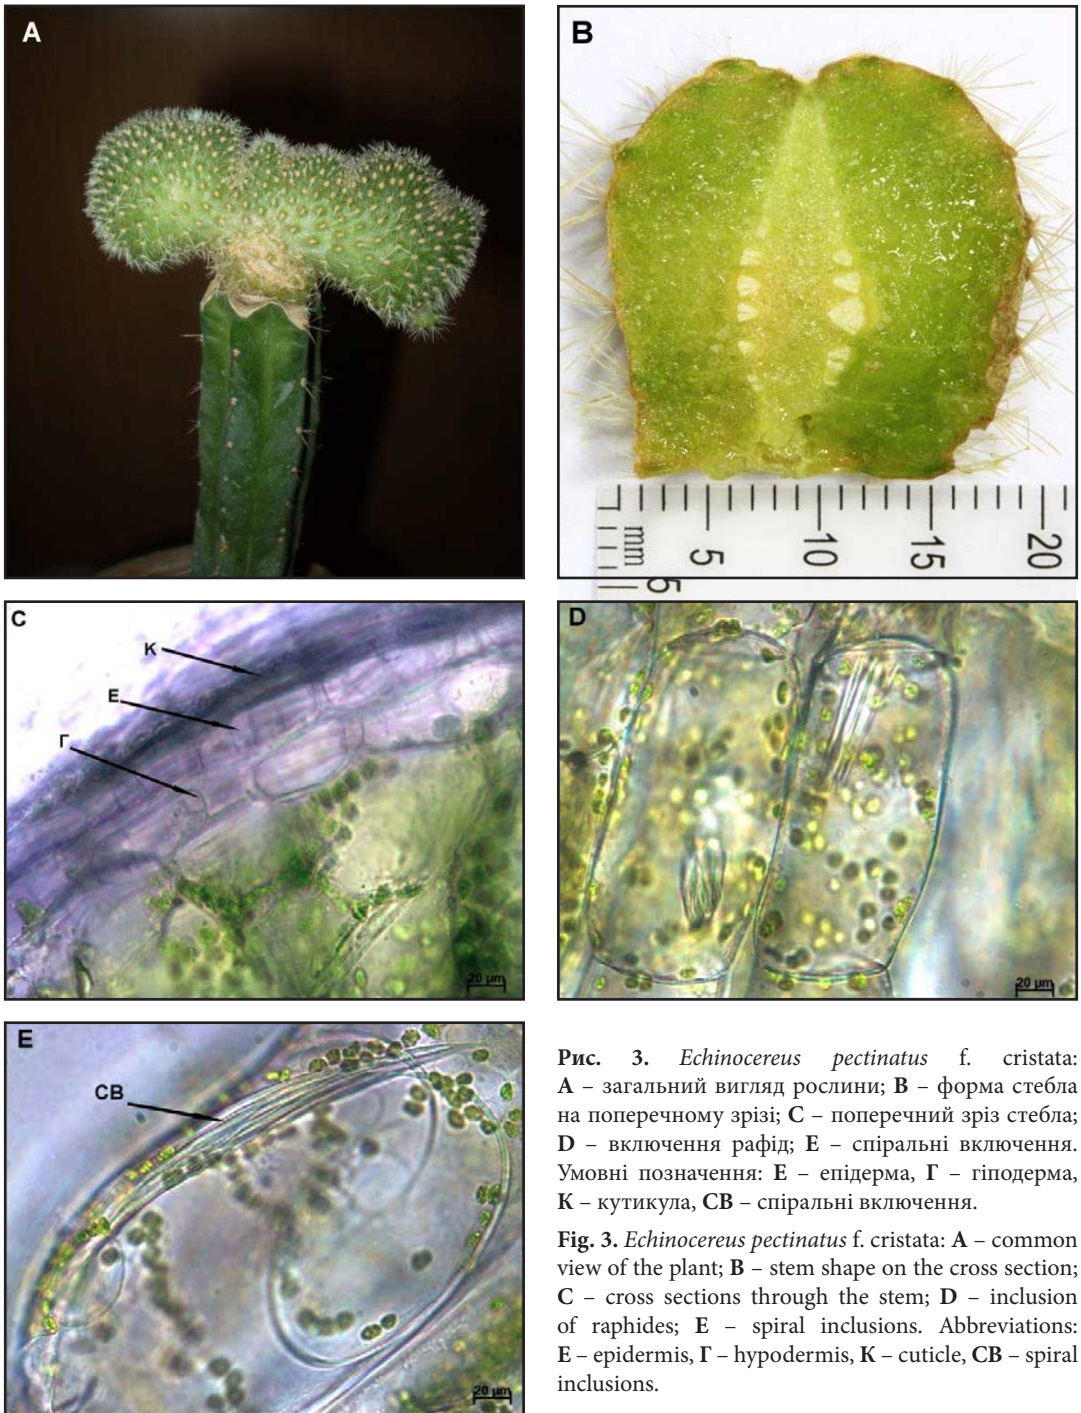 A
B
mm
5
10
15
20
5
C
К
Е
Г
20 µm
D
20 µm
E
СВ
20 µm
Рис. 3. Echinocereus pectinatus f. cristata:
A – загальний вигляд рослини; B – форма стебла
на поперечному зрізі; C – поперечний зріз стебла;
D – включення рафід; E – спіральні включення.
Умовні позначення: Е – епідерма, Г – гіподерма,
К – кутикула, СВ – спіральні включення.
Fig. 3. Echinocereus pectinatus f. cristata: A – common
view of the plant; B – stem shape on the cross section;
C – cross sections through the stem; D – inclusion
of raphides; E – spiral inclusions. Abbreviations:
Е – epidermis, Г – hypodermis, К – cuticle, СВ – spiral
inclusions.